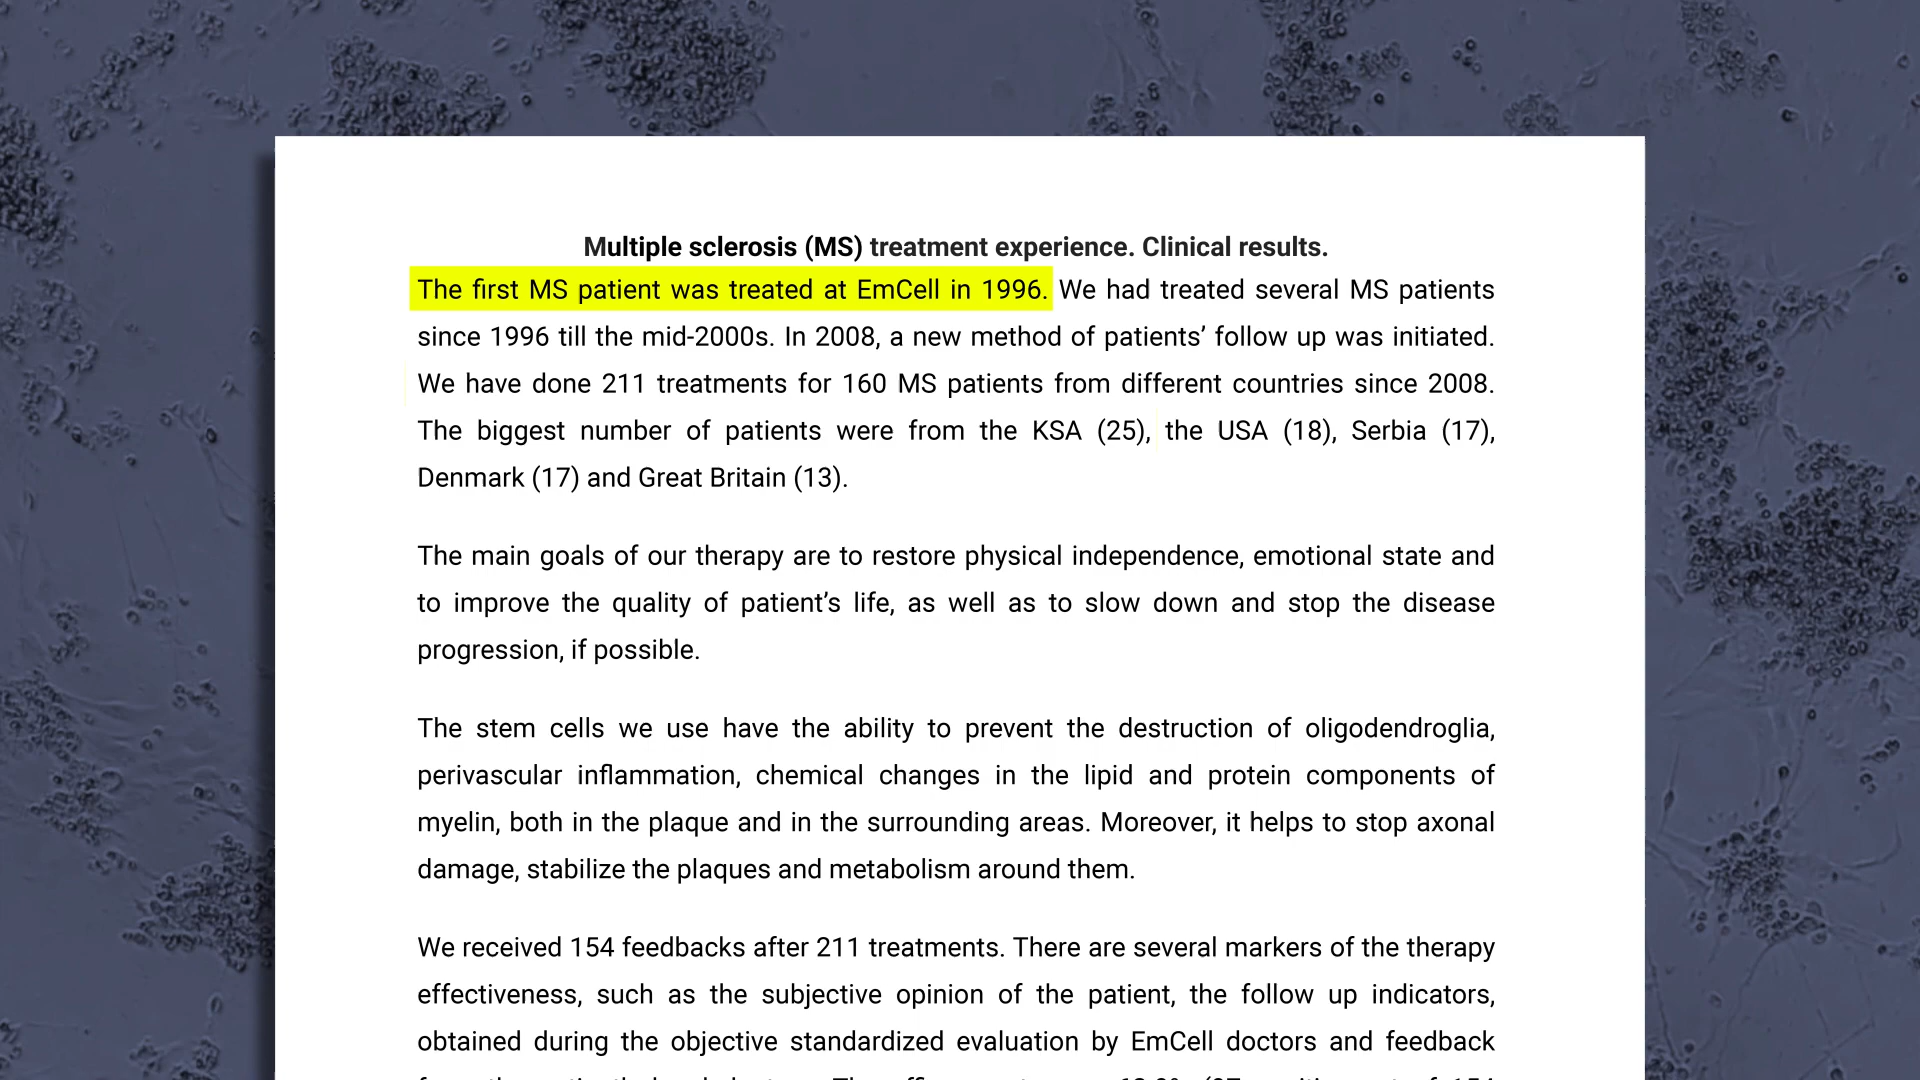 Multiple sclerosis (MS) treatment experience. Clinical results.
The first MS patient was treated at EmCell in 1996. We had treated several MS patients
since 1996 till the mid-2000s. In 2008, a new method of patients’ follow up was initiated.
We have done 211 treatments for 160 MS patients from different countries since 2008.
The biggest number of patients were from the KSA (25), the USA (18), Serbia (17),
Denmark (17) and Great Britain (13).
The main goals of our therapy are to restore physical independence, emotional state and
to improve the quality of patient’s life, as well as to slow down and stop the disease
progression, if possible.
The stem cells we use have the ability to prevent the destruction of oligodendroglia,
perivascular inflammation, chemical changes in the lipid and protein components of
myelin, both in the plaque and in the surrounding areas. Moreover, it helps to stop axonal
damage, stabilize the plaques and metabolism around them.
We received 154 feedbacks after 211 treatments. There are several markers of the therapy
effectiveness, such as the subjective opinion of the patient, the follow up indicators,
obtained during the objective standardized evaluation by EmCell doctors and feedback